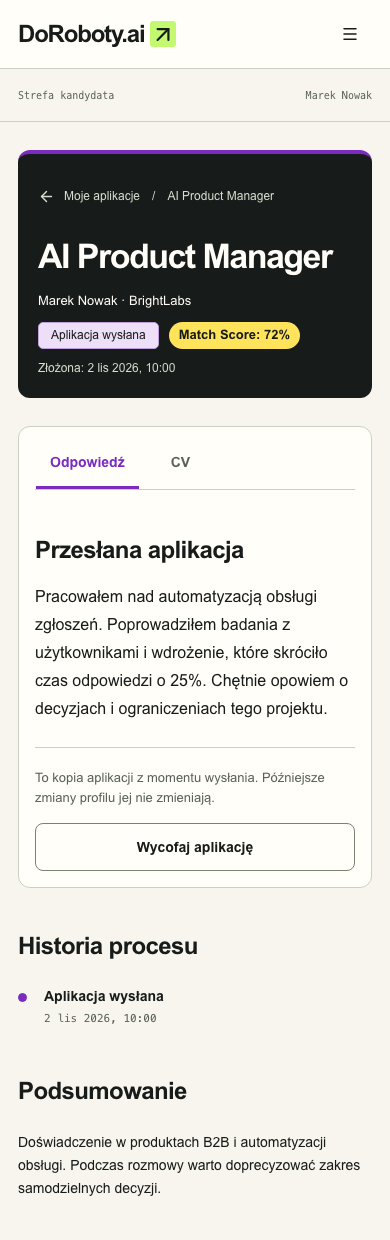 DoRoboty.ai
Strefa kandydata
Marek Nowak
Moje aplikacje / AI Product Manager
AI Product Manager
Marek Nowak · BrightLabs
Aplikacja wysłana
Match Score: 72%
Złożona: 2 lis 2026, 10:00
Odpowiedź
CV
Przesłana aplikacja
Pracowałem nad automatyzacją obsługi
zgłoszeń. Poprowadziłem badania z
użytkownikami i wdrożenie, które skróciło
czas odpowiedzi o 25%. Chętnie opowiem o
decyzjach i ograniczeniach tego projektu.
To kopia aplikacji z momentu wysłania. Późniejsze
zmiany profilu jej nie zmieniają.
Wycofaj aplikację
Historia procesu
Aplikacja wysłana
2 lis 2026, 10:00
Podsumowanie
Doświadczenie w produktach B2B i automatyzacji
obsługi. Podczas rozmowy warto doprecyzować zakres
samodzielnych decyzji.